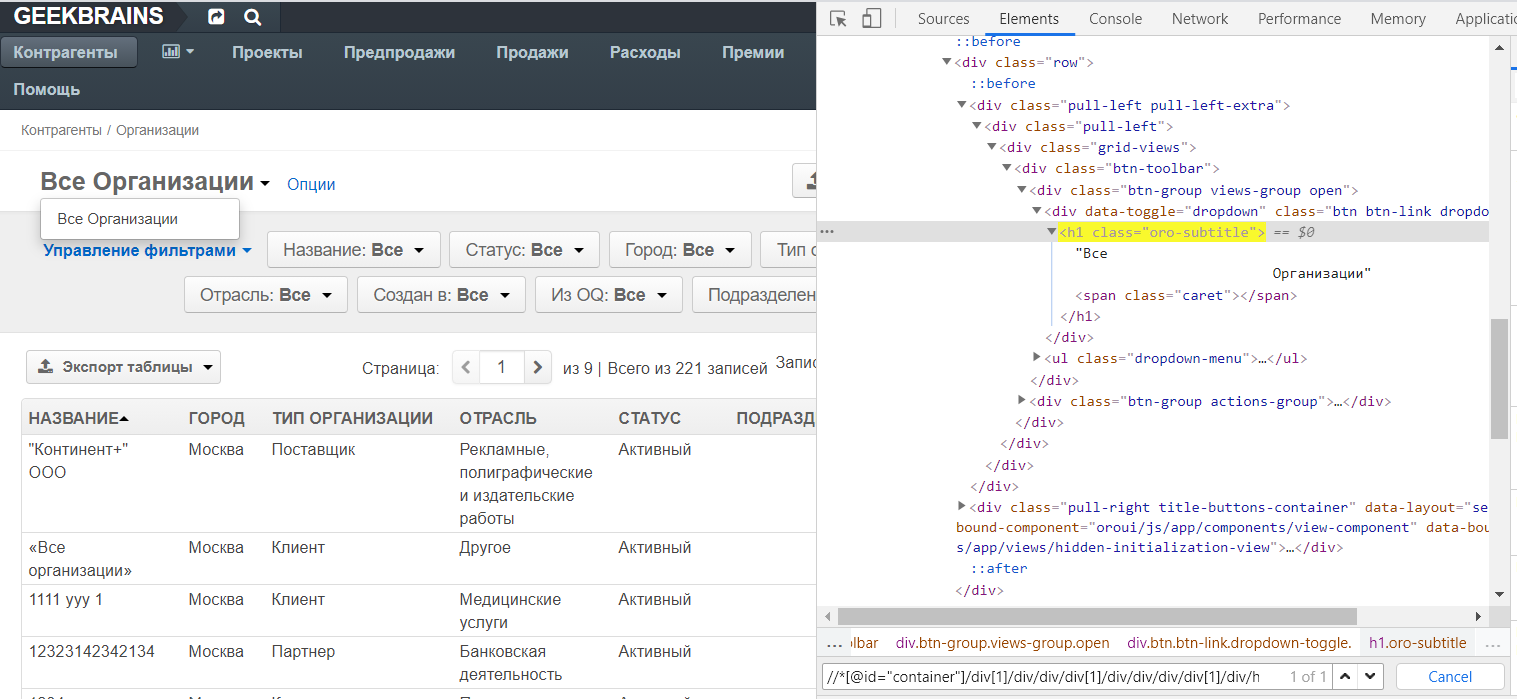 GEEKBRAINS
Контрагенты Проекты Предпродажи Продажи Расходы Премии
Помощь
Контрагенты / Организации
Все Организации Опции
Все Организации
Управление фильтрами Название: Все Статус: Все Город: Все Тип
Отрасль: Все Создан в: Все Из OQ: Все Подразделен
Экспорт таблицы Страница: 1 из 9 | Всего из 221 записей Запис
НАЗВАНИЕ ГОРОД ТИП ОРГАНИЗАЦИИ ОТРАСЛЬ СТАТУС ПОДРАЗД
"Континент+" Москва Поставщик Рекламные, Активный
ООО полиграфические
и издательские
работы
«Все Москва Клиент Другое Активный
организации»
1111 yyy 1 Москва Клиент Медицинские Активный
услуги
12323142342134 Москва Партнер Банковская Активный
деятельность
Sources Elements Console Network Performance Memory Applicati
::before
<div class="row">
::before
<div class="pull-left pull-left-extra">
<div class="pull-left">
<div class="grid-views">
<div class="btn-toolbar">
<div class="btn-group views-group open">
<div data-toggle="dropdown" class="btn btn-link dropdo
... <h1 class="oro-subtitle"> == $0
"Все
Организации"
<span class="caret"></span>
</h1>
</div>
<ul class="dropdown-menu">…</ul>
</div>
<div class="btn-group actions-group">…</div>
</div>
</div>
</div>
</div>
<div class="pull-right title-buttons-container" data-layout="se
bound-component="oroui/js/app/components/view-component" data-bou
s/app/views/hidden-initialization-view">…</div>
::after
</div>
... olbar div.btn-group.views-group.open div.btn.btn-link.dropdown-toggle. h1.oro-subtitle ...
//*[@id="container"]/div[1]/div/div/div[1]/div/div/div/div[1]/div/h 1 of 1 Cancel